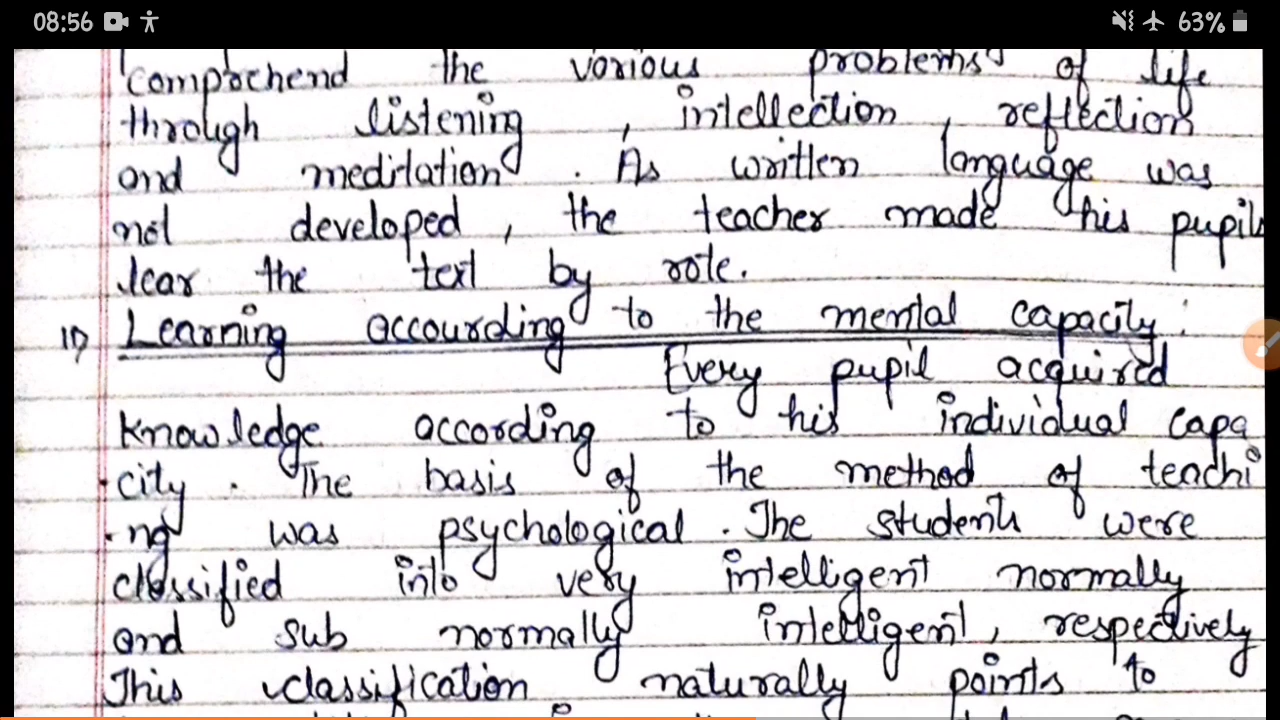 08:56 63%
comprehend the various problems of life
through listening, intellection, reflection
and meditation. As written language was
not developed, the teacher made his pupils
lear the text by rote.
17) Learning accourding to the mental capacity:
Every pupil acquired
knowledge according to his individual capa
-city. The basis of the method of teachi
-ng was psychological. The students were
classified into very intelligent normally
and sub normally intelligent, respectively
This classification naturally points to